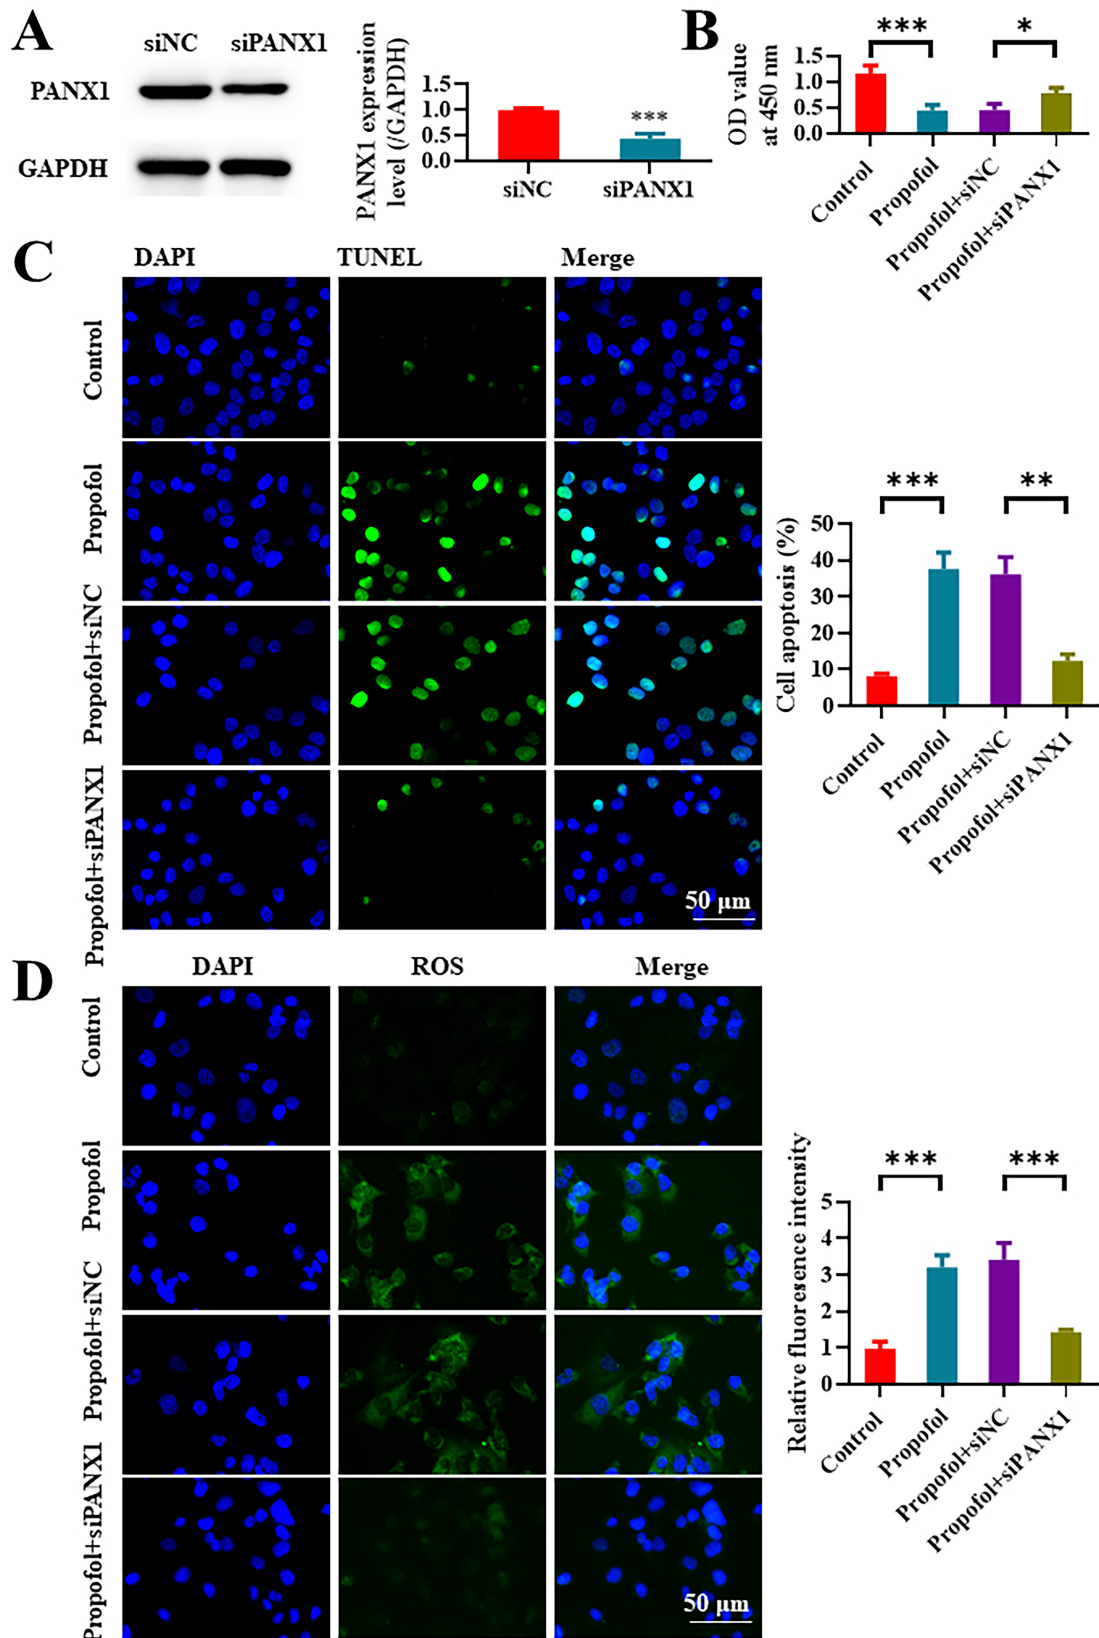 A
siNC siPANX1
PANX1
GAPDH
PANX1 expression
level (/GAPDH)
1.5
1.0
0.5
0.0
***
siNC siPANX1
B
*** *
OD value
at 450 nm
1.5
1.0
0.5
0.0
Control
Propofol
Propofol+siNC
Propofol+siPANX1
C
DAPI TUNEL Merge
Control
Propofol
Propofol+siNC
Propofol+siPANX1
50 μm
*** **
Cell apoptosis (%)
50
40
30
20
10
0
Control
Propofol
Propofol+siNC
Propofol+siPANX1
D
DAPI ROS Merge
Control
Propofol
Propofol+siNC
Propofol+siPANX1
50 μm
*** ***
Relative fluoresence intensity
5
4
3
2
1
0
Control
Propofol
Propofol+siNC
Propofol+siPANX1